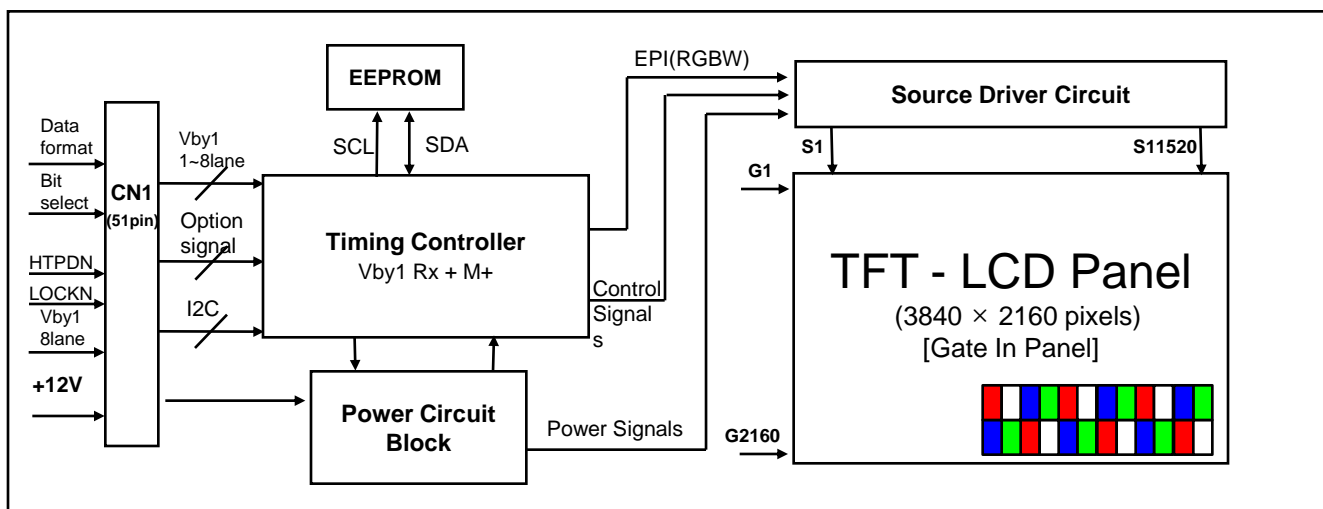 Data
format
Bit
select
HTPDN
LOCKN
Vby1
8lane
+12V
CN1
(51pin)
Vby1
1~8lane
Option
signal
I2C
EEPROM
SCL
SDA
Timing Controller
Vby1 Rx + M+
Power Circuit
Block
EPI(RGBW)
Control
Signal
s
Power Signals
Source Driver Circuit
S1
S11520
G1
G2160
TFT - LCD Panel
(3840 × 2160 pixels)
[Gate In Panel]